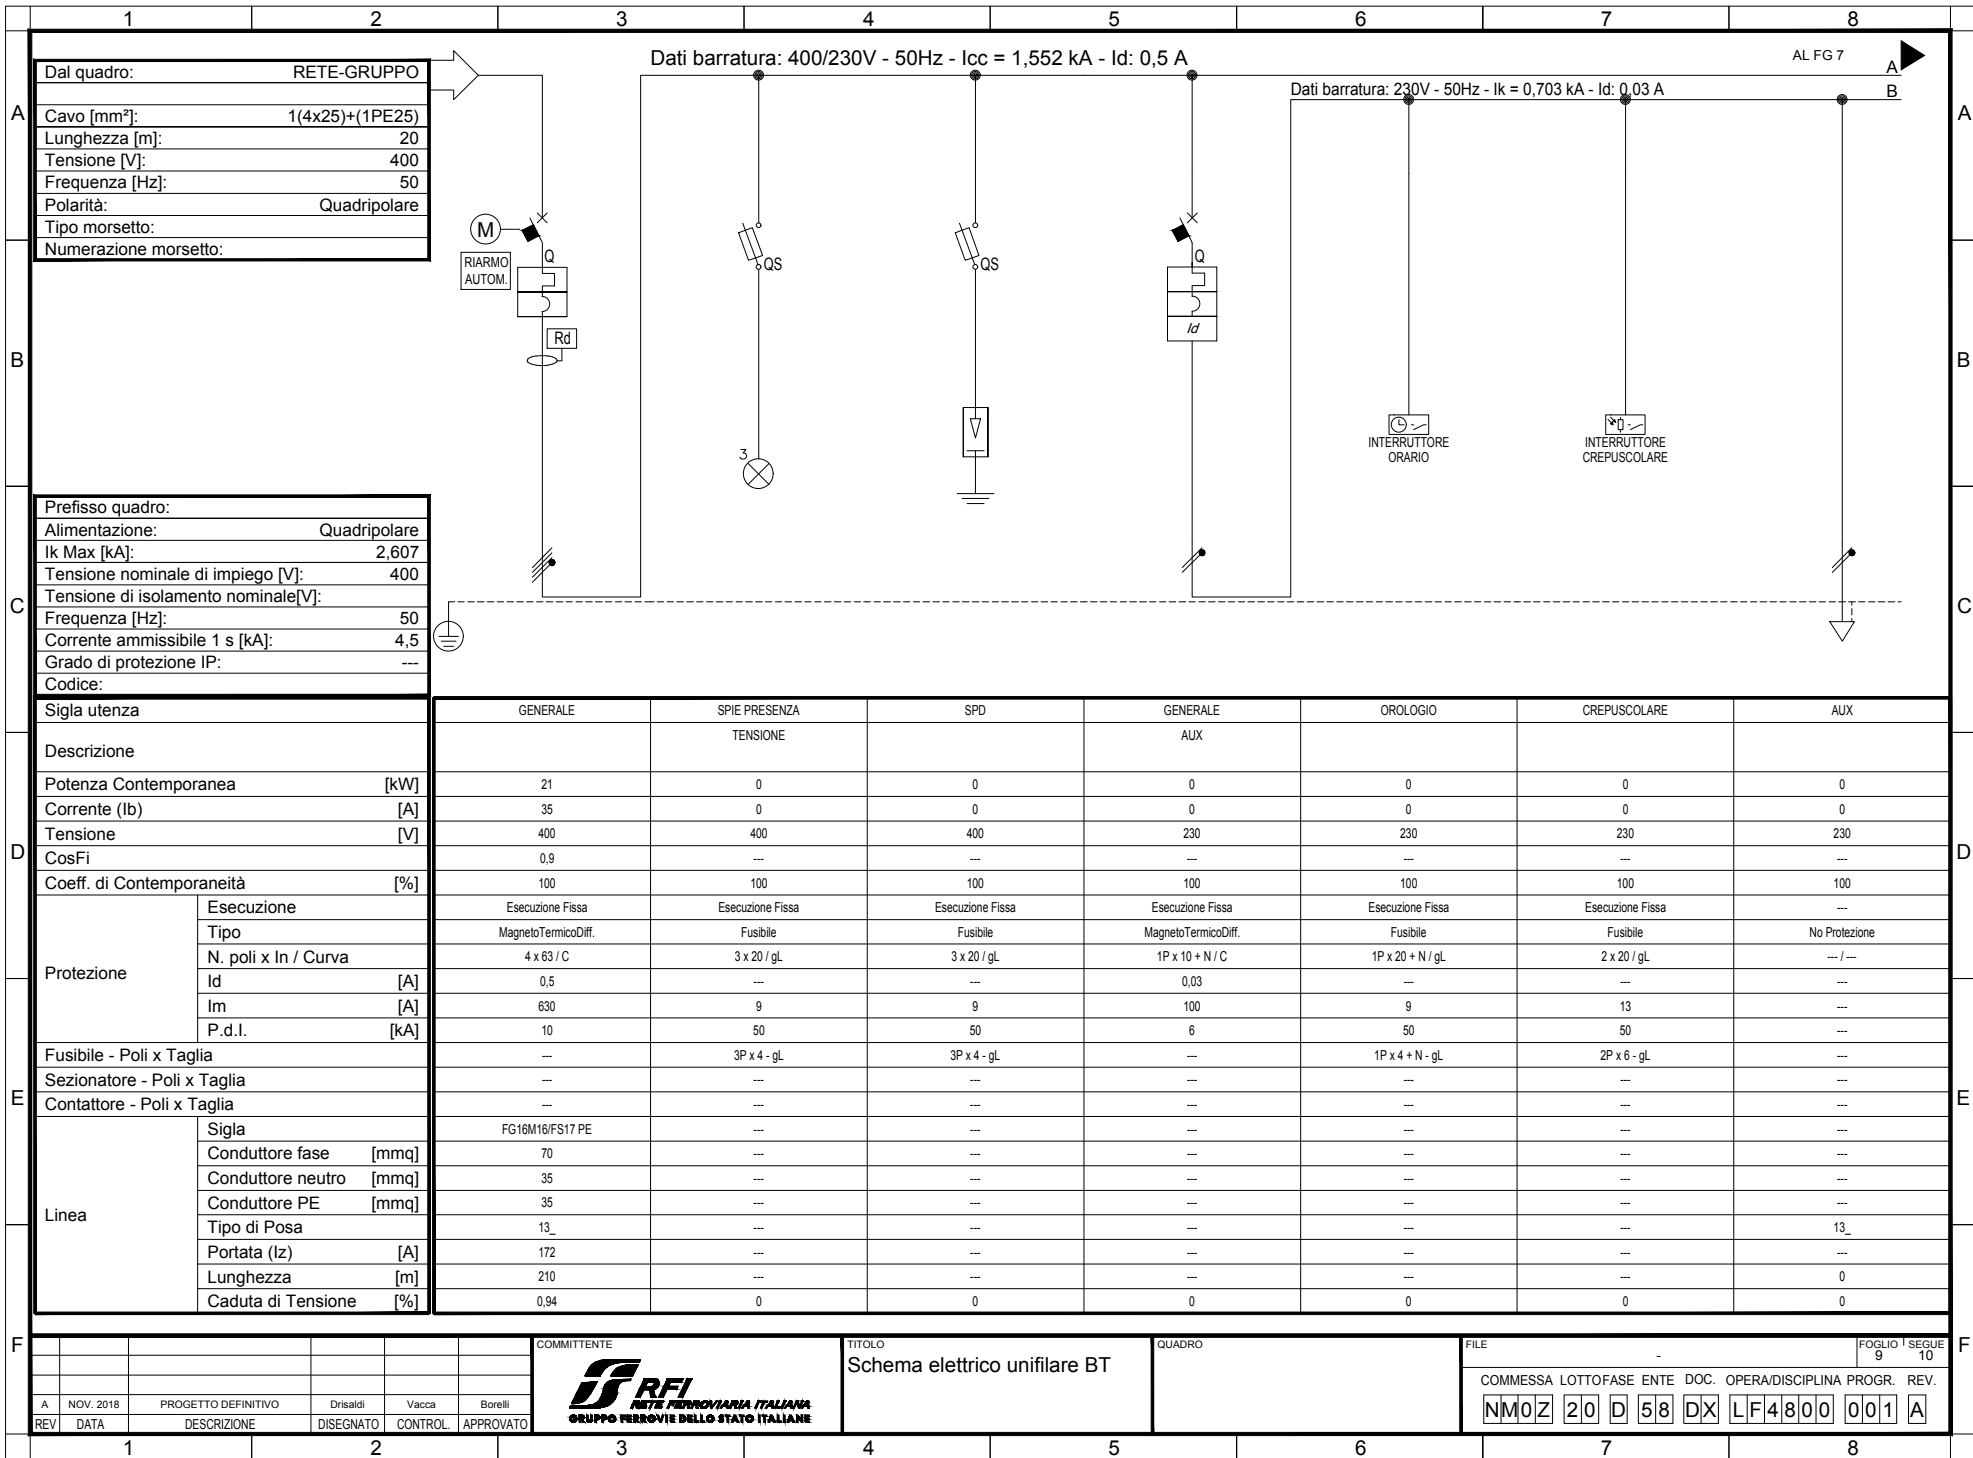 1 2 3 4 5 6 7 8
Dati barratura: 400/230V - 50Hz - Icc = 1,552 kA - Id: 0,5 A
AL FG 7
A
Dati barratura: 230V - 50Hz - Ik = 0,703 kA - Id: 0,03 A
B
Dal quadro: RETE-GRUPPO
Cavo [mm²]: 1(4x25)+(1PE25)
Lunghezza [m]: 20
Tensione [V]: 400
Frequenza [Hz]: 50
Polarità: Quadripolare
Tipo morsetto:
Numerazione morsetto:
A A
M
RIARMO
AUTOM.
Q
Rd
QS
QS
Q
Id
3
INTERRUTTORE
ORARIO
INTERRUTTORE
CREPUSCOLARE
B B
Prefisso quadro:
Alimentazione: Quadripolare
Ik Max [kA]: 2,607
Tensione nominale di impiego [V]: 400
Tensione di isolamento nominale[V]:
Frequenza [Hz]: 50
Corrente ammissibile 1 s [kA]: 4,5
Grado di protezione IP: ---
Codice:
C C
Sigla utenza GENERALE SPIE PRESENZA SPD GENERALE OROLOGIO CREPUSCOLARE AUX
Descrizione TENSIONE AUX
Potenza Contemporanea [kW] 21 0 0 0 0 0 0
Corrente (Ib) [A] 35 0 0 0 0 0 0
Tensione [V] 400 400 400 230 230 230 230
CosFi 0,9 --- --- --- --- --- ---
Coeff. di Contemporaneità [%] 100 100 100 100 100 100 100
D D
Protezione
Esecuzione Esecuzione Fissa Esecuzione Fissa Esecuzione Fissa Esecuzione Fissa Esecuzione Fissa Esecuzione Fissa ---
Tipo MagnetoTermicoDiff. Fusibile Fusibile MagnetoTermicoDiff. Fusibile Fusibile No Protezione
N. poli x In / Curva 4 x 63 / C 3 x 20 / gL 3 x 20 / gL 1P x 10 + N / C 1P x 20 + N / gL 2 x 20 / gL --- / ---
Id [A] 0,5 --- --- 0,03 --- --- ---
Im [A] 630 9 9 100 9 13 ---
P.d.I. [kA] 10 50 50 6 50 50 ---
Fusibile - Poli x Taglia --- 3P x 4 - gL 3P x 4 - gL --- 1P x 4 + N - gL 2P x 6 - gL ---
Sezionatore - Poli x Taglia --- --- --- --- --- --- ---
Contattore - Poli x Taglia --- --- --- --- --- --- ---
E E
Linea
Sigla FG16M16/FS17 PE --- --- --- --- --- ---
Conduttore fase [mmq] 70 --- --- --- --- --- ---
Conduttore neutro [mmq] 35 --- --- --- --- --- ---
Conduttore PE [mmq] 35 --- --- --- --- --- ---
Tipo di Posa 13_ --- --- --- --- --- 13_
Portata (Iz) [A] 172 --- --- --- --- --- ---
Lunghezza [m] 210 --- --- --- --- --- 0
Caduta di Tensione [%] 0,94 0 0 0 0 0 0
F F
A NOV. 2018 PROGETTO DEFINITIVO Drisaldi Vacca Borelli
REV DATA DESCRIZIONE DISEGNATO CONTROL. APPROVATO
COMMITTENTE
RFI
RETE FERROVIARIA ITALIANA
GRUPPO FERROVIE DELLO STATO ITALIANE
TITOLO
Schema elettrico unifilare BT
QUADRO
FILE
-
FOGLIO SEGUE
9 10
COMMESSA LOTTO FASE ENTE DOC. OPERA/DISCIPLINA PROGR. REV.
NM0Z 20 D 58 DX LF4800 001 A
1 2 3 4 5 6 7 8